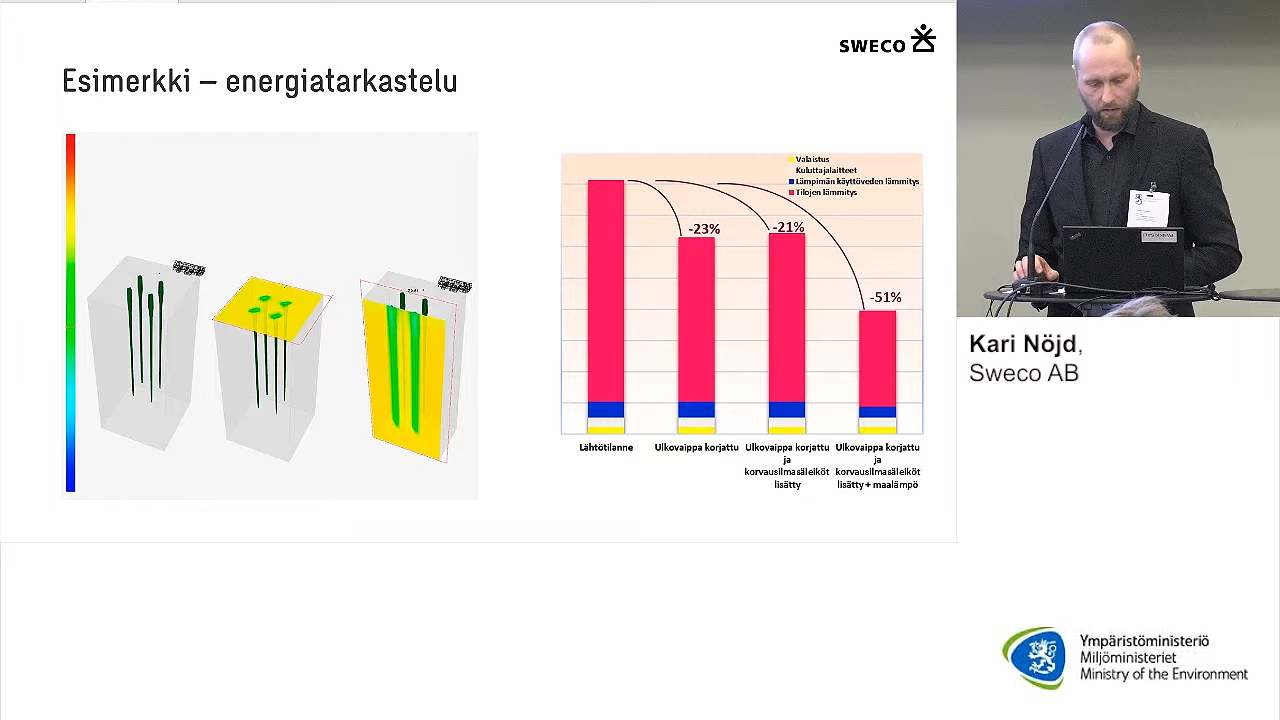 SWECO
Esimerkki – energiatarkastelu
Valaistus
Kuluttajalaitteet
Lämpimän käyttöveden lämmitys
Tilojen lämmitys
-23%
-21%
-51%
Lähtötilanne
Ulkovaippa korjattu
Ulkovaippa korjattu
ja
korvausilmasäleiköt
lisätty
Ulkovaippa korjattu
ja
korvausilmasäleiköt
lisätty + maalämpö
Kari Nöjd,
Sweco AB
Ympäristöministeriö
Miljöministeriet
Ministry of the Environment